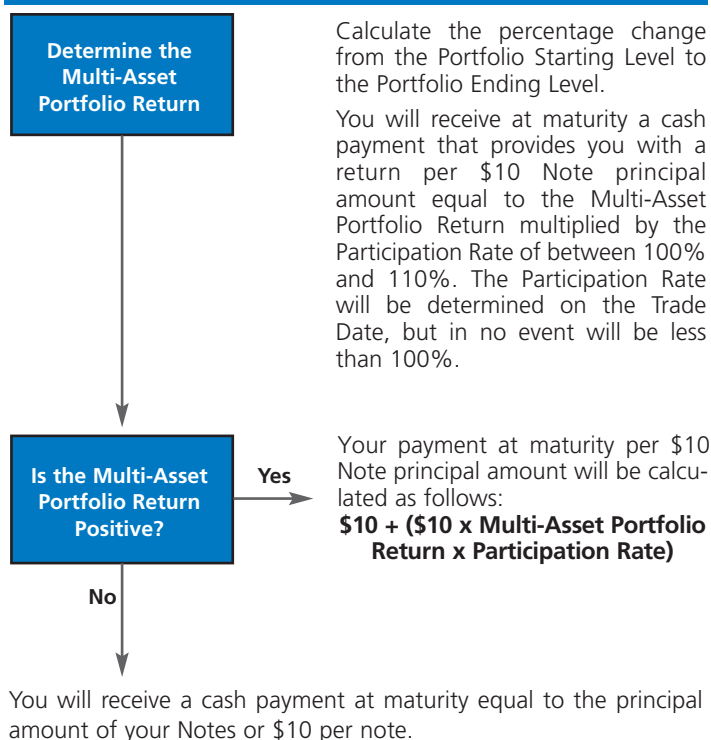 Determine the
Multi-Asset
Portfolio Return
Calculate the percentage change
from the Portfolio Starting Level to
the Portfolio Ending Level.
You will receive at maturity a cash
payment that provides you with a
return per $10 Note principal
amount equal to the Multi-Asset
Portfolio Return multiplied by the
Participation Rate of between 100%
and 110%. The Participation Rate
will be determined on the Trade
Date, but in no event will be less
than 100%.
Is the Multi-Asset
Portfolio Return
Positive?
Yes
Your payment at maturity per $10
Note principal amount will be calcu-
lated as follows:
$10 + ($10 x Multi-Asset Portfolio
Return x Participation Rate)
No
You will receive a cash payment at maturity equal to the principal
amount of your Notes or $10 per note.